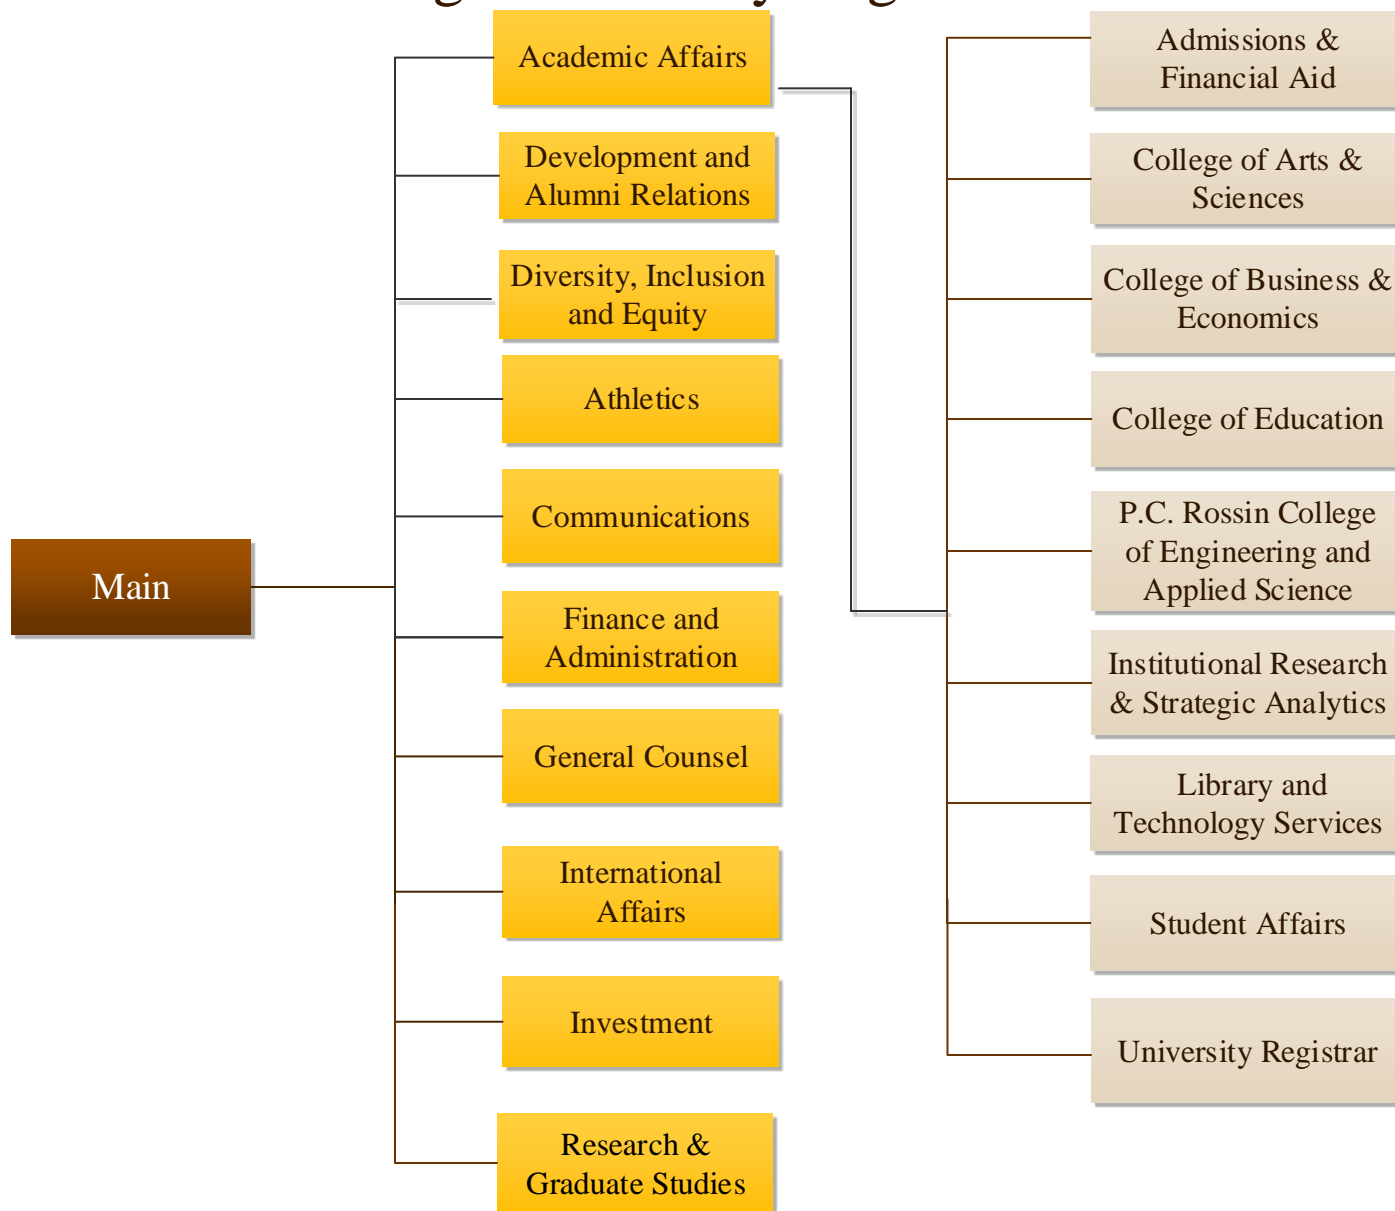 Academic Affairs
Development and
Alumni Relations
Diversity, Inclusion
and Equity
Athletics
Communications
Main
Finance and
Administration
General Counsel
International
Affairs
Investment
Research &
Graduate Studies
Admissions &
Financial Aid
College of Arts &
Sciences
College of Business &
Economics
College of Education
P.C. Rossin College
of Engineering and
Applied Science
Institutional Research
& Strategic Analytics
Library and
Technology Services
Student Affairs
University Registrar